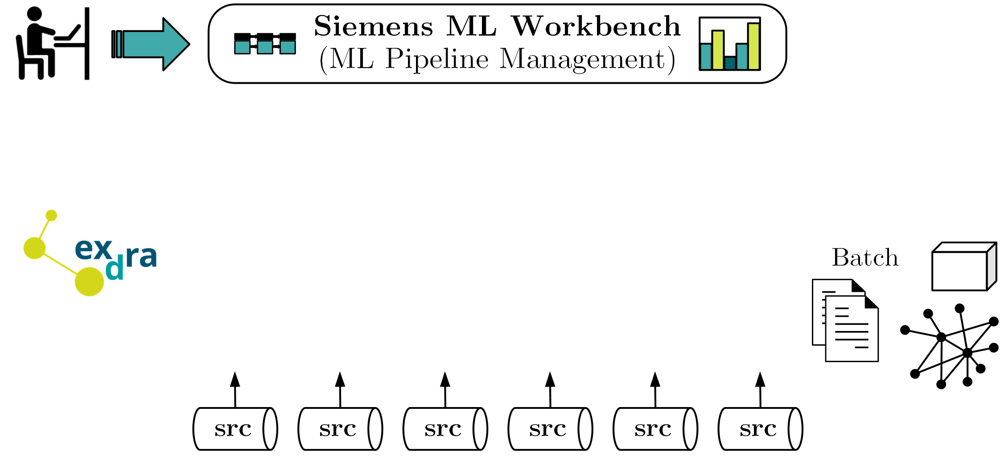 Siemens ML Workbench
(ML Pipeline Management)
exdra
Batch
src src src src src src